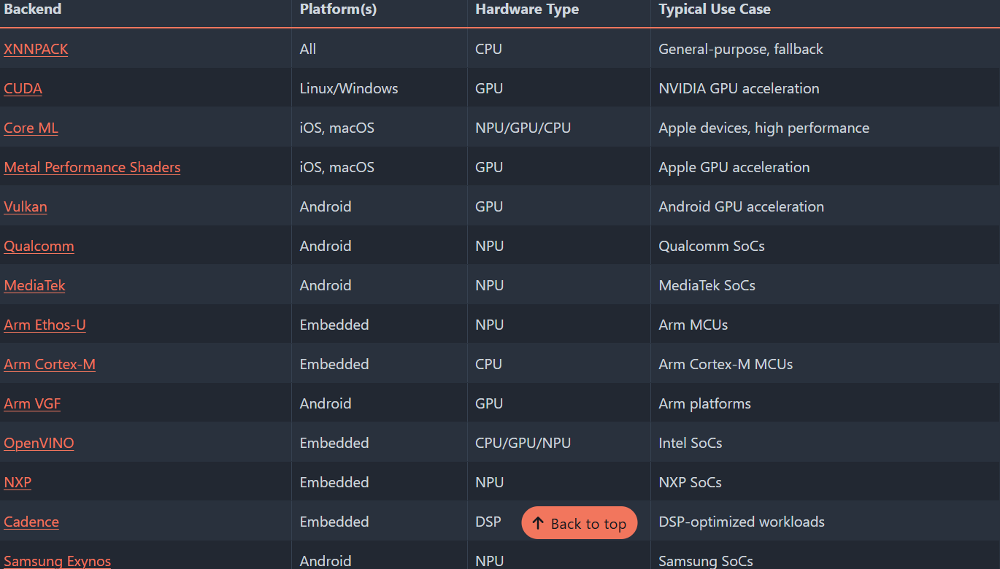 Backend Platform(s) Hardware Type Typical Use Case
XNNPACK All CPU General-purpose, fallback
CUDA Linux/Windows GPU NVIDIA GPU acceleration
Core ML iOS, macOS NPU/GPU/CPU Apple devices, high performance
Metal Performance Shaders iOS, macOS GPU Apple GPU acceleration
Vulkan Android GPU Android GPU acceleration
Qualcomm Android NPU Qualcomm SoCs
MediaTek Android NPU MediaTek SoCs
Arm Ethos-U Embedded NPU Arm MCUs
Arm Cortex-M Embedded CPU Arm Cortex-M MCUs
Arm VGF Android GPU Arm platforms
OpenVINO Embedded CPU/GPU/NPU Intel SoCs
NXP Embedded NPU NXP SoCs
Cadence Embedded DSP DSP-optimized workloads
Back to top
Samsung Exynos Android NPU Samsung SoCs